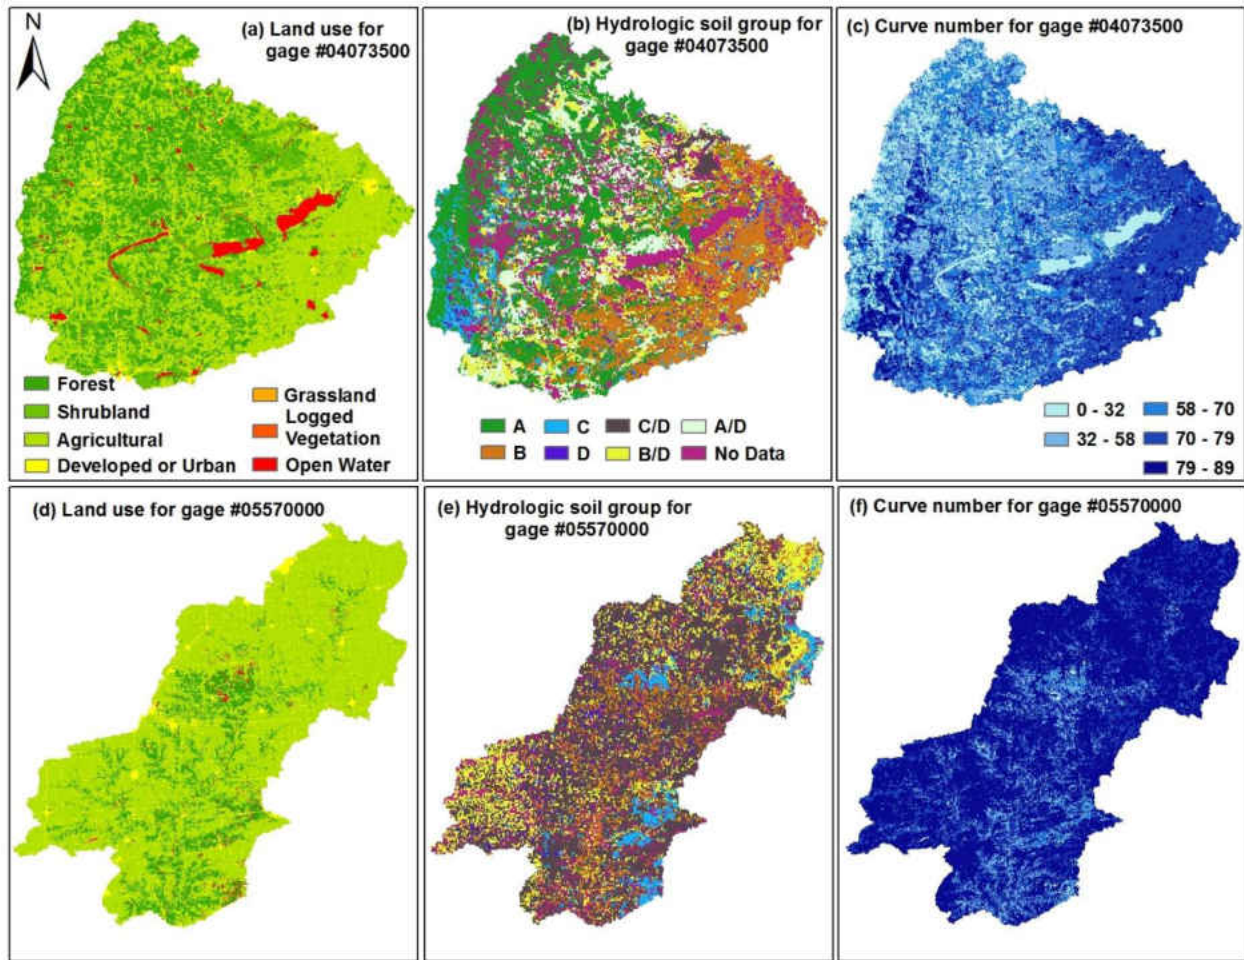 N
(a) Land use for
gage #04073500
Forest
Shrubland
Agricultural
Developed or Urban
Grassland
Logged
Vegetation
Open Water
(b) Hydrologic soil group for
gage #04073500
A C C/D A/D
B D B/D No Data
(c) Curve number for
gage #04073500
0 - 32 58 - 70
32 - 58 70 - 79
79 - 89
(d) Land use for gage #05570000
(e) Hydrologic soil group for
gage #05570000
(f) Curve number for gage #05570000